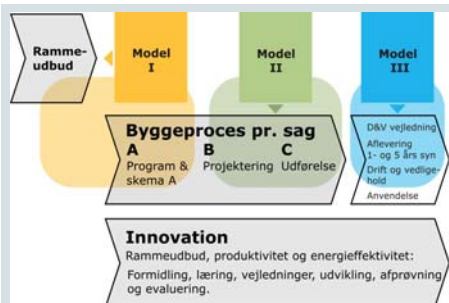 Ramme-
udbud
Model
I
Model
II
Model
III
Byggeproces pr. sag
A
Program &
skema A
B
Projektering
C
Udførelse
D&V vejledning
Aflevering
1- og 5 års syn
Drift og vedlige-
hold
Anvendelse
Innovation
Rammeudbud, produktivitet og energieffektivitet:
Formidling, læring, vejledninger, udvikling, afprøvning
og evaluering.